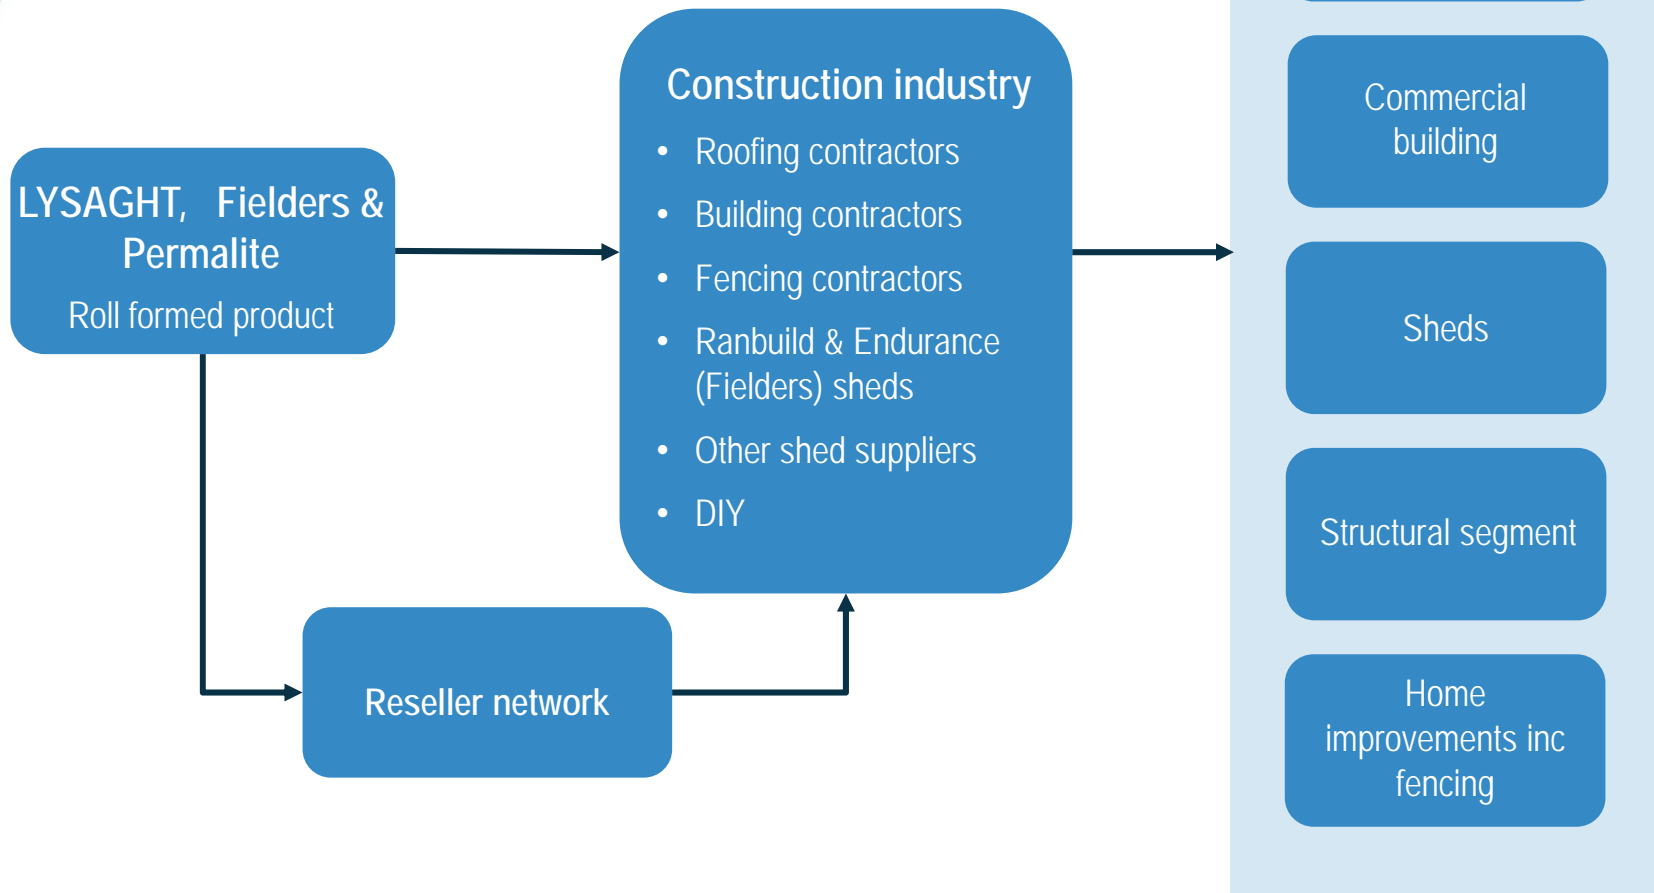 LYSAGHT, Fielders &
Permalite
Roll formed product
Construction industry
• Roofing contractors
• Building contractors
• Fencing contractors
• Ranbuild & Endurance
(Fielders) sheds
• Other shed suppliers
• DIY
Reseller network
Commercial
building
Sheds
Structural segment
Home
improvements inc
fencing